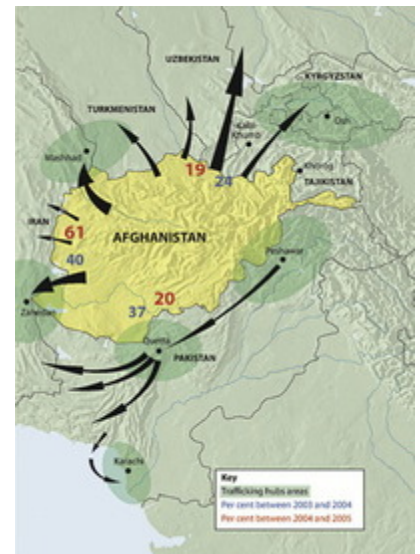 UZBEKISTAN
KYRGYZSTAN
TURKMENISTAN
Osh
Mashhad
Khorog
19
24
TAJIKISTAN
IRAN
61
AFGHANISTAN
40
Peshawar
20
37
Zahedan
Quetta
PAKISTAN
Karachi
Key
Trafficking hubs areas
Per cent between 2003 and 2004
Per cent between 2004 and 2005